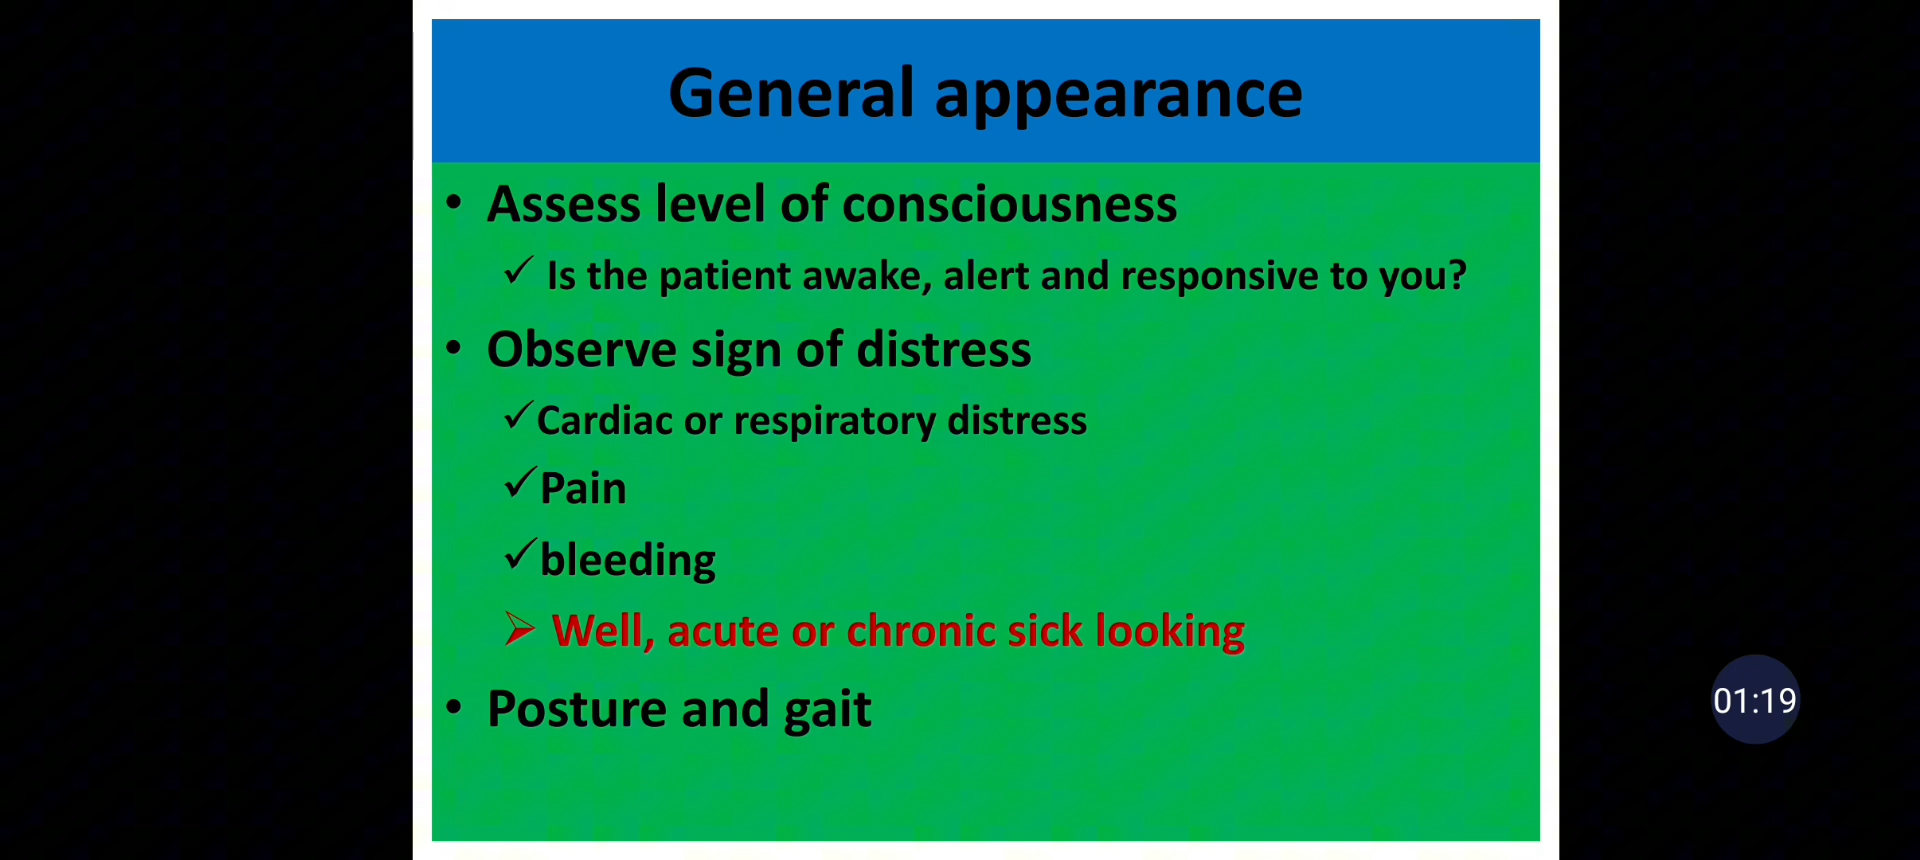 General appearance
• Assess level of consciousness
✓ Is the patient awake, alert and responsive to you?
• Observe sign of distress
✓Cardiac or respiratory distress
✓Pain
✓bleeding
➢ Well, acute or chronic sick looking
• Posture and gait
01:19